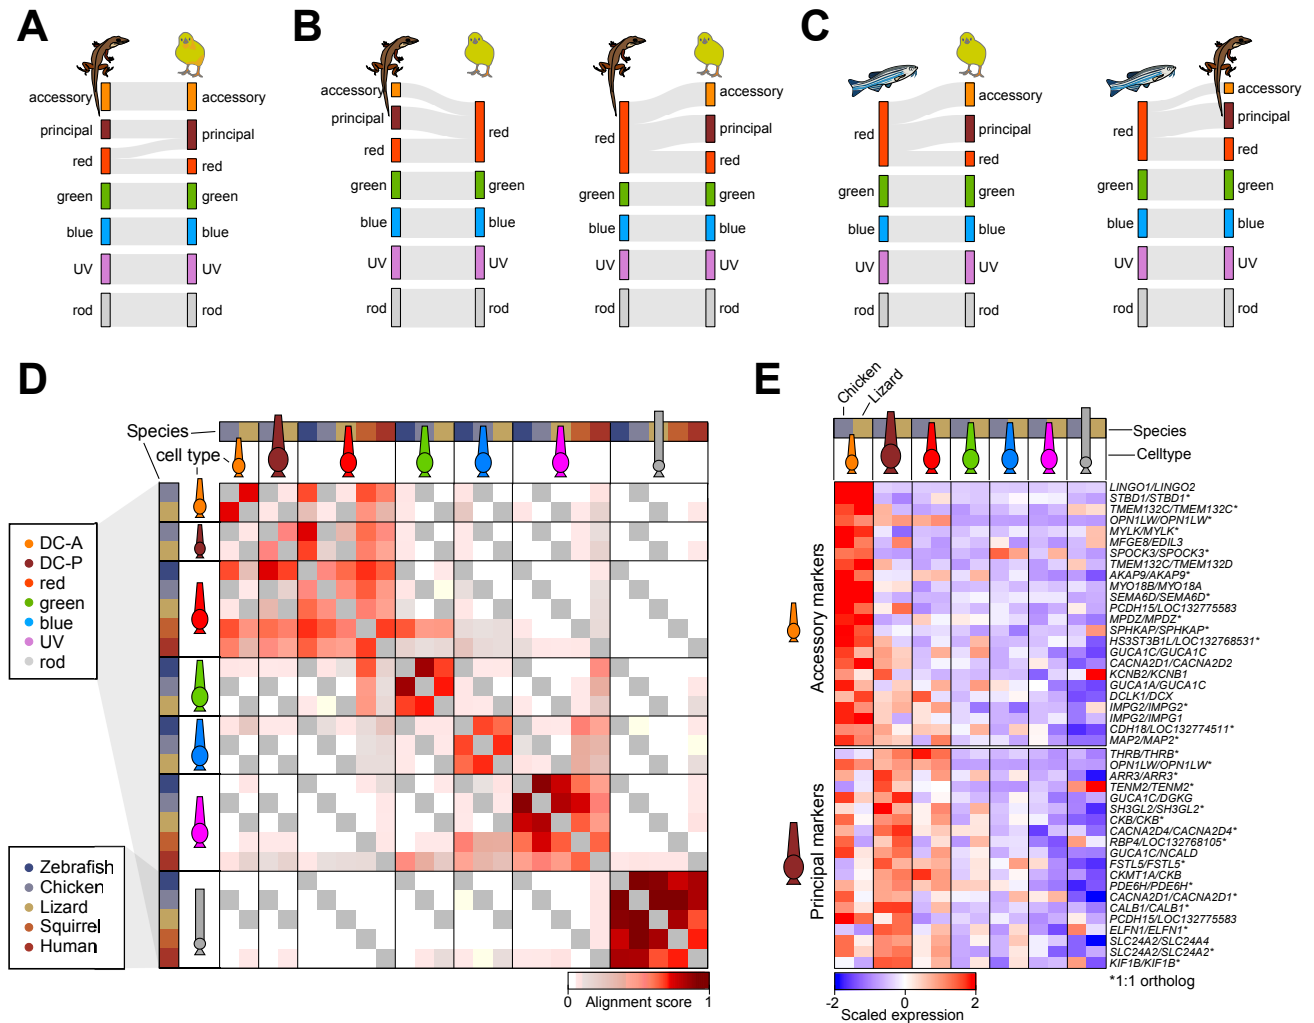 A
accessory
principal
red
green
blue
UV
rod
accessory
principal
red
green
blue
UV
rod
B
accessory
principal
red
green
blue
UV
rod
red
green
blue
UV
rod
red
green
blue
UV
rod
accessory
principal
red
green
blue
UV
rod
C
red
green
blue
UV
rod
accessory
principal
red
green
blue
UV
rod
red
green
blue
UV
rod
accessory
principal
red
green
blue
UV
rod
D
Species
cell type
DC-A
DC-P
red
green
blue
UV
rod
Zebrafish
Chicken
Lizard
Squirrel
Human
0 Alignment score 1
E
Chicken
Lizard
Species
Celltype
Accessory markers
LINGO1/LINGO2
STBD1/STBD1*
TMEM132C/TMEM132C*
OPN1LW/OPN1LW*
MYLK/MYLK*
MFGE8/EDIL3
SPOCK3/SPOCK3*
TMEM132C/TMEM132D
AKAP9/AKAP9*
MYO18B/MYO18A
SEMA6D/SEMA6D*
PCDH15/LOC132775583
MPDZ/MPDZ*
SPHKAP/SPHKAP*
HS3ST3B1L/LOC132768531*
GUCA1C/GUCA1C
CACNA2D1/CACNA2D2
KCNB2/KCNB1
GUCA1A/GUCA1C
DCLK1/DCX
IMPG2/IMPG2*
IMPG2/IMPG1
CDH18/LOC132774511*
MAP2/MAP2*
Principal markers
THRB/THRB*
OPN1LW/OPN1LW*
ARR3/ARR3*
TENM2/TENM2*
GUCA1C/DGKG
SH3GL2/SH3GL2*
CKB/CKB*
CACNA2D4/CACNA2D4*
RBP4/LOC132768105*
GUCA1C/NCALD
FSTL5/FSTL5*
CKMT1A/CKB
PDE6H/PDE6H*
CACNA2D1/CACNA2D1*
CALB1/CALB1*
PCDH15/LOC132775583
ELFN1/ELFN1*
SLC24A2/SLC24A4
SLC24A2/SLC24A2*
KIF1B/KIF1B*
*1:1 ortholog
-2 0 2
Scaled expression